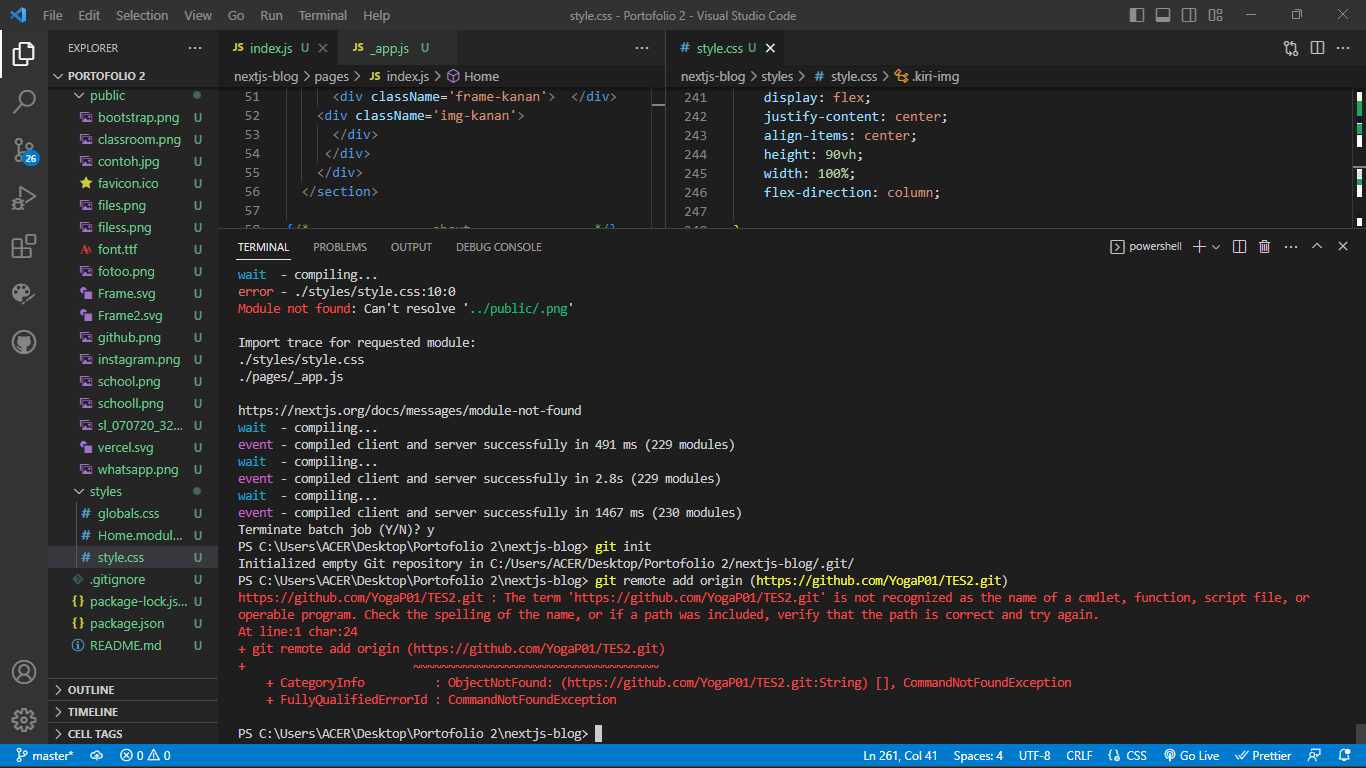 File Edit Selection View Go Run Terminal Help
style.css - Portofolio 2 - Visual Studio Code
EXPLORER
PORTOFOLIO 2
public
bootstrap.png U
classroom.png U
contoh.jpg U
favicon.ico U
files.png U
filess.png U
font.ttf U
fotoo.png U
Frame.svg U
Frame2.svg U
github.png U
instagram.png U
school.png U
schooll.png U
sl_070720_32... U
vercel.svg U
whatsapp.png U
styles
# globals.css U
# Home.modul... U
# style.css U
.gitignore U
{} package-lock.js... U
{} package.json U
README.md U
OUTLINE
TIMELINE
CELL TAGS
26
JS index.js U
JS _app.js U
nextjs-blog > pages > JS index.js > Home
51 <div className='frame-kanan'> </div>
52 <div className='img-kanan'>
53 </div>
54 </div>
55 </div>
56 </section>
57
# style.css U
nextjs-blog > styles > # style.css > .kiri-img
241 display: flex;
242 justify-content: center;
243 align-items: center;
244 height: 90vh;
245 width: 100%;
246 flex-direction: column;
247
TERMINAL PROBLEMS OUTPUT DEBUG CONSOLE
powershell
wait - compiling...
error - ./styles/style.css:10:0
Module not found: Can't resolve '../public/.png'
Import trace for requested module:
./styles/style.css
./pages/_app.js
https://nextjs.org/docs/messages/module-not-found
wait - compiling...
event - compiled client and server successfully in 491 ms (229 modules)
wait - compiling...
event - compiled client and server successfully in 2.8s (229 modules)
wait - compiling...
event - compiled client and server successfully in 1467 ms (230 modules)
Terminate batch job (Y/N)? y
PS C:\Users\ACER\Desktop\Portofolio 2\nextjs-blog> git init
Initialized empty Git repository in C:/Users/ACER/Desktop/Portofolio 2/nextjs-blog/.git/
PS C:\Users\ACER\Desktop\Portofolio 2\nextjs-blog> git remote add origin (https://github.com/YogaP01/TES2.git)
https://github.com/YogaP01/TES2.git : The term 'https://github.com/YogaP01/TES2.git' is not recognized as the name of a cmdlet, function, script file, or
operable program. Check the spelling of the name, or if a path was included, verify that the path is correct and try again.
At line:1 char:24
+ git remote add origin (https://github.com/YogaP01/TES2.git)
+ ~~~~~~~~~~~~~~~~~~~~~~~~~~~~~~~~~~~
+ CategoryInfo : ObjectNotFound: (https://github.com/YogaP01/TES2.git:String) [], CommandNotFoundException
+ FullyQualifiedErrorId : CommandNotFoundException
PS C:\Users\ACER\Desktop\Portofolio 2\nextjs-blog>
master* 0 0
Ln 261, Col 41 Spaces: 4 UTF-8 CRLF {} CSS Go Live Prettier